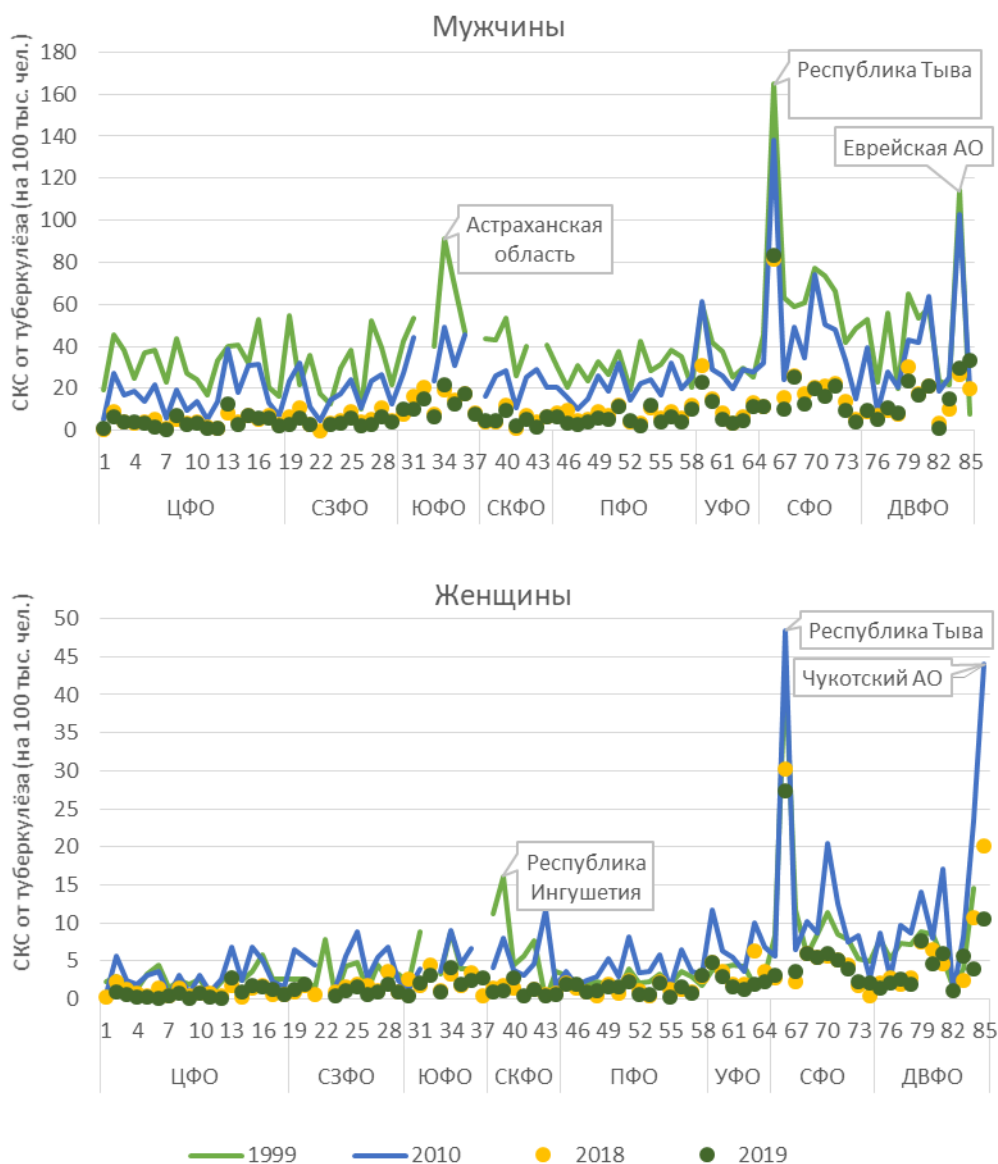 Мужчины
СКС от туберкулёза (на 100 тыс. чел.)
180
160
140
120
100
80
60
40
20
0
Республика Тыва
Еврейская АО
Астраханская
область
1 4 7 10 13 16 19 22 25 28 31 34 37 40 43 46 49 52 55 58 61 64 67 70 73 76 79 82 85
ЦФО СЗФО ЮФО СКФО ПФО УФО СФО ДВФО
Женщины
СКС от туберкулёза (на 100 тыс. чел.)
50
45
40
35
30
25
20
15
10
5
0
Республика Тыва
Чукотский АО
Республика
Ингушетия
1 4 7 10 13 16 19 22 25 28 31 34 37 40 43 46 49 52 55 58 61 64 67 70 73 76 79 82 85
ЦФО СЗФО ЮФО СКФО ПФО УФО СФО ДВФО
1999 2010 2018 2019